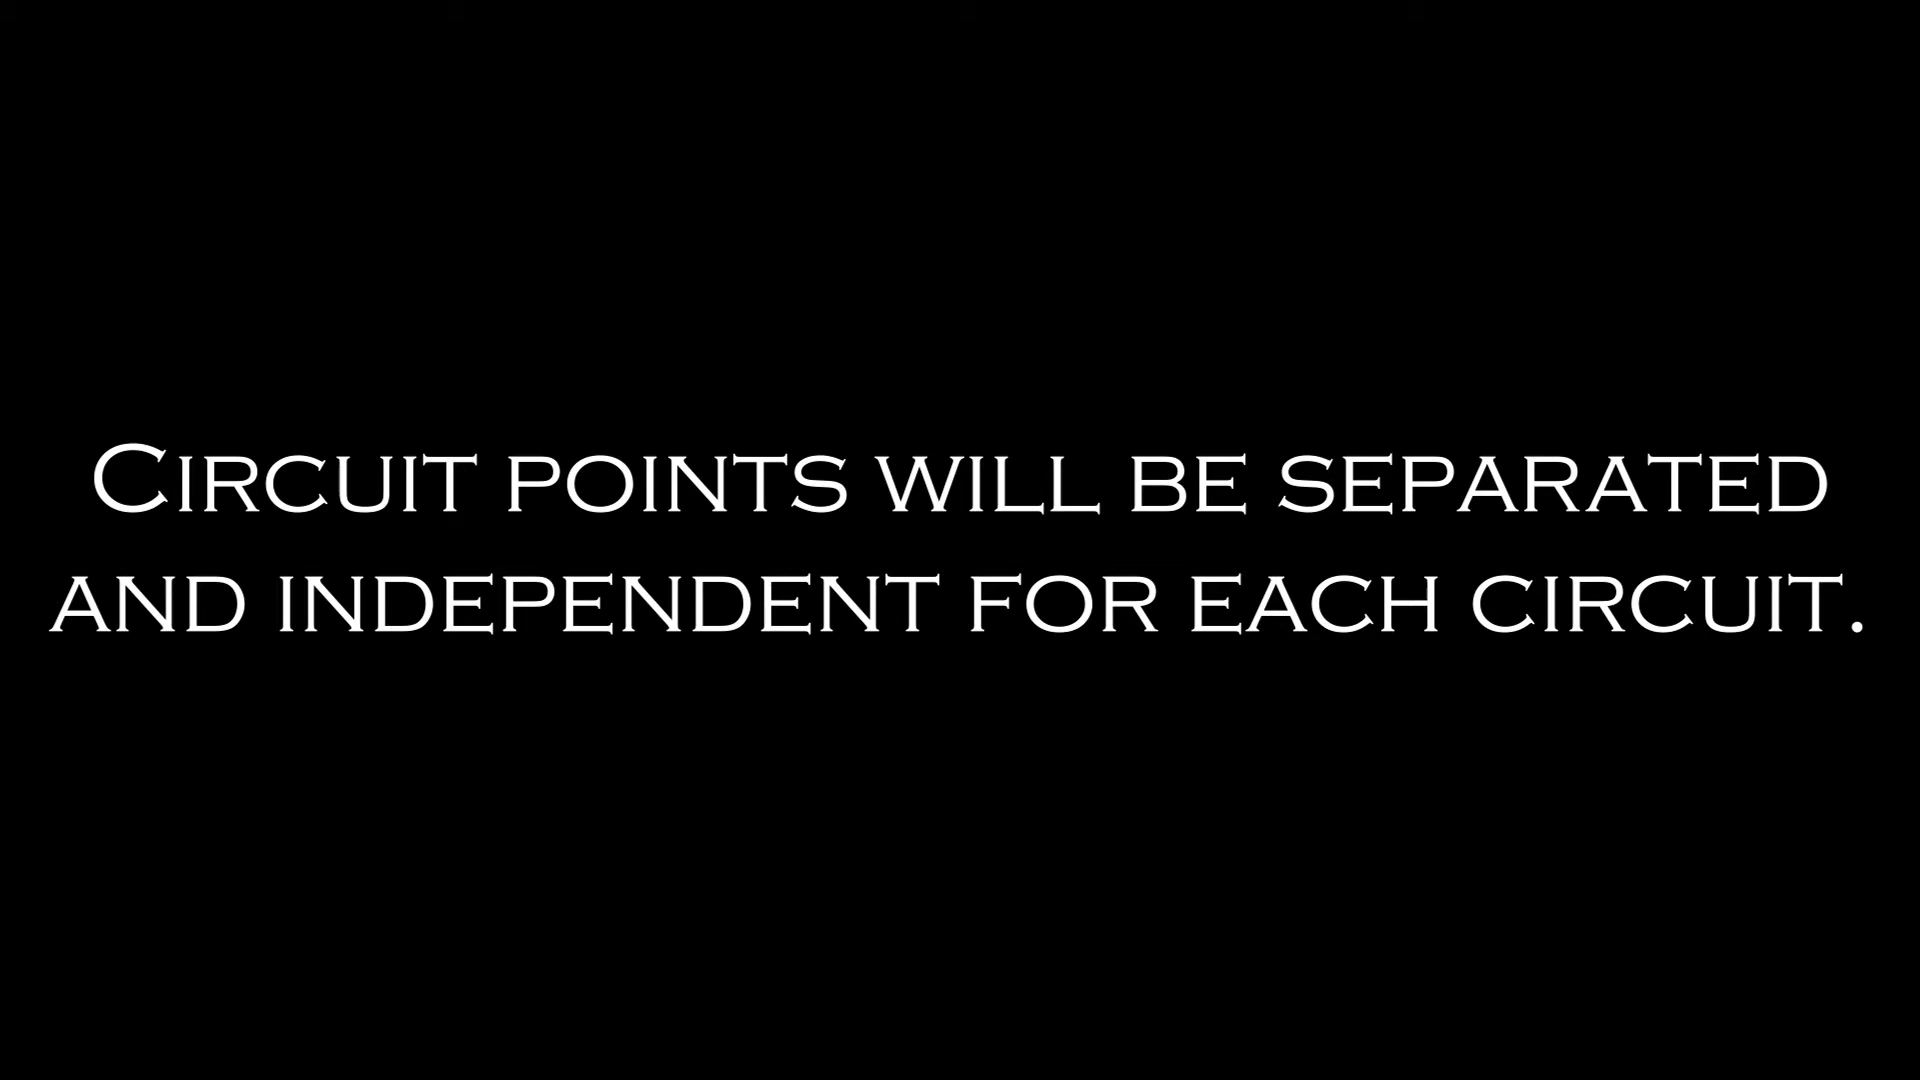 Circuit points will be separated
and independent for each circuit.